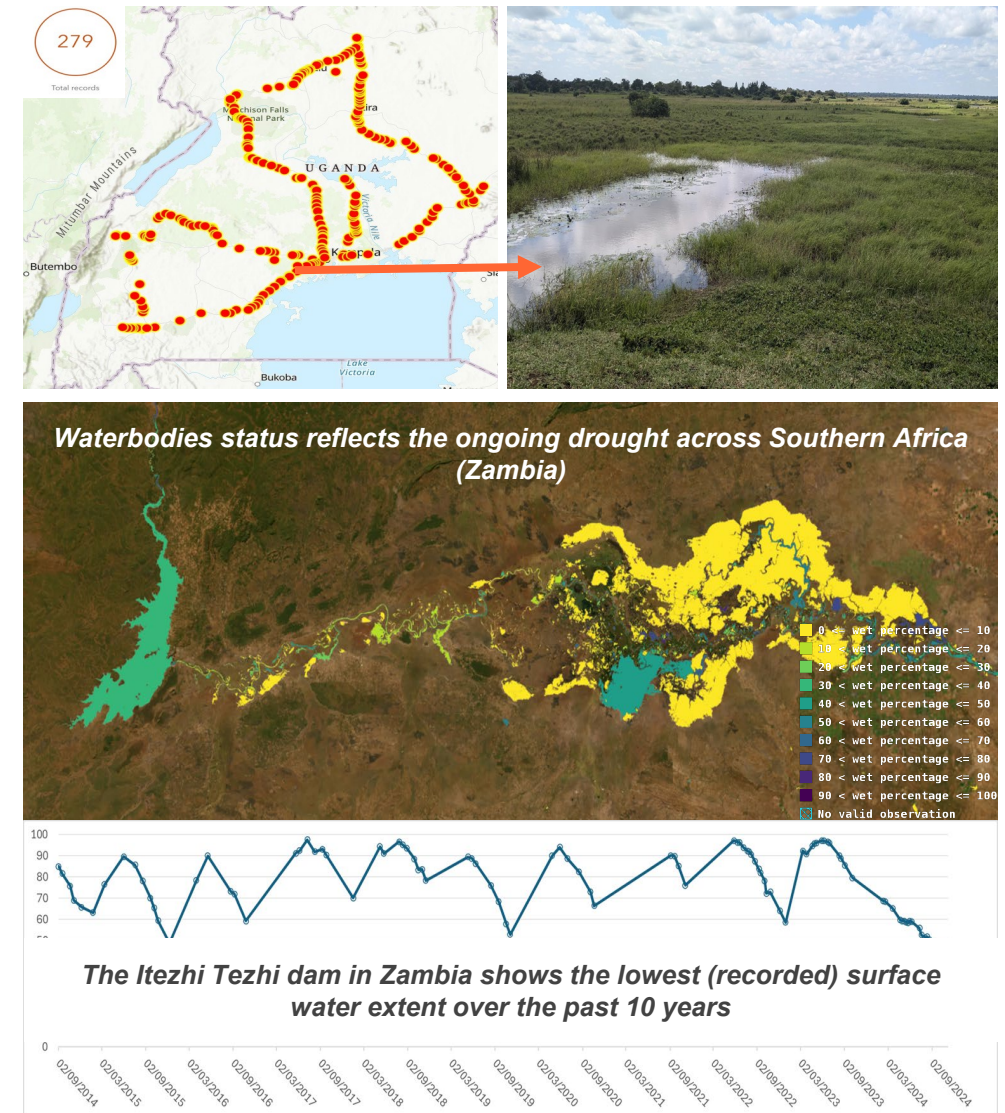 279
Total records
Mitumbar Mountains
National Park
UGANDA
Victoria Nile
Butembo
Lake
Victoria
Bukoba
Waterbodies status reflects the ongoing drought across Southern Africa
(Zambia)
0 <= wet percentage <= 10
10 < wet percentage <= 20
20 < wet percentage <= 30
30 < wet percentage <= 40
40 < wet percentage <= 50
50 < wet percentage <= 60
60 < wet percentage <= 70
70 < wet percentage <= 80
80 < wet percentage <= 90
90 < wet percentage <= 100
No valid observation
100
90
80
70
60
The Itezhi Tezhi dam in Zambia shows the lowest (recorded) surface
water extent over the past 10 years
0
02/09/2014
02/03/2015
02/09/2015
02/03/2016
02/09/2016
02/03/2017
02/09/2017
02/03/2018
02/09/2018
02/03/2019
02/09/2019
02/03/2020
02/09/2020
02/03/2021
02/09/2021
02/03/2022
02/09/2022
02/03/2023
02/09/2023
02/03/2024
02/09/2024